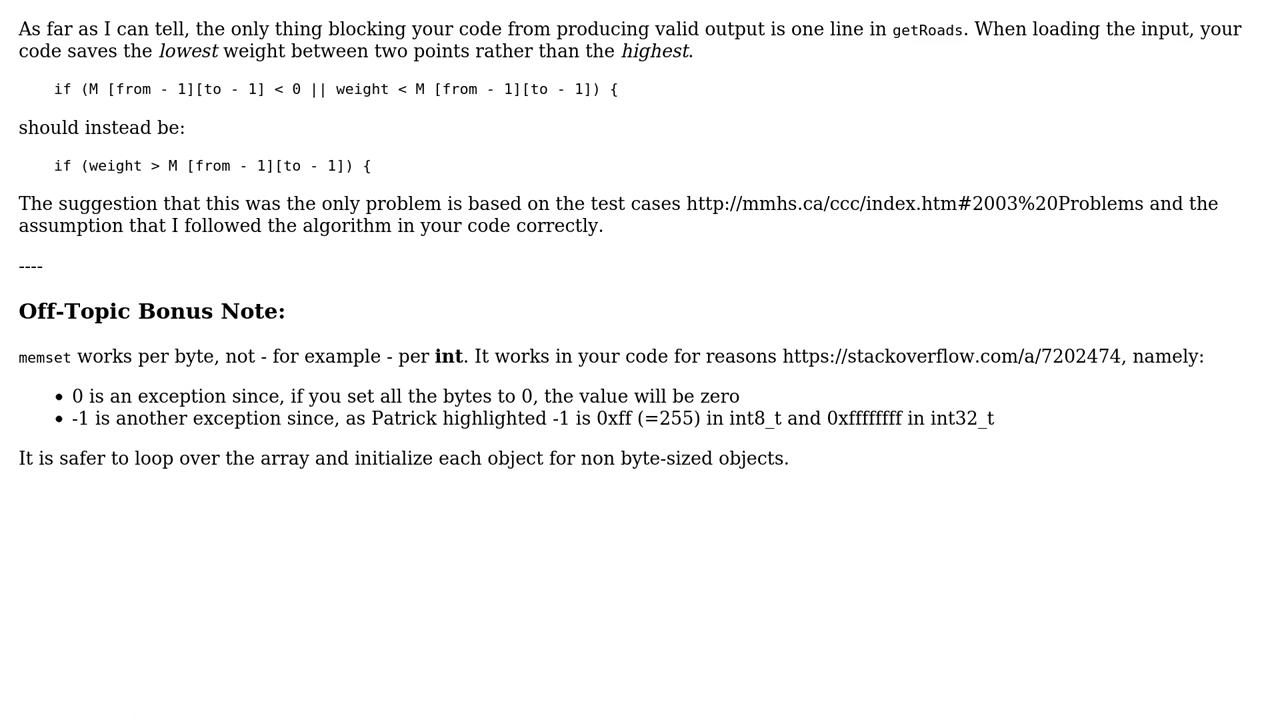 As far as I can tell, the only thing blocking your code from producing valid output is one line in getRoads. When loading the input, your
code saves the lowest weight between two points rather than the highest.
if (M [from - 1][to - 1] < 0 || weight < M [from - 1][to - 1]) {
should instead be:
if (weight > M [from - 1][to - 1]) {
The suggestion that this was the only problem is based on the test cases http://mmhs.ca/ccc/index.htm#2003%20Problems and the
assumption that I followed the algorithm in your code correctly.
----
Off-Topic Bonus Note:
memset works per byte, not - for example - per int. It works in your code for reasons https://stackoverflow.com/a/7202474, namely:
• 0 is an exception since, if you set all the bytes to 0, the value will be zero
• -1 is another exception since, as Patrick highlighted -1 is 0xff (=255) in int8_t and 0xffffffff in int32_t
It is safer to loop over the array and initialize each object for non byte-sized objects.